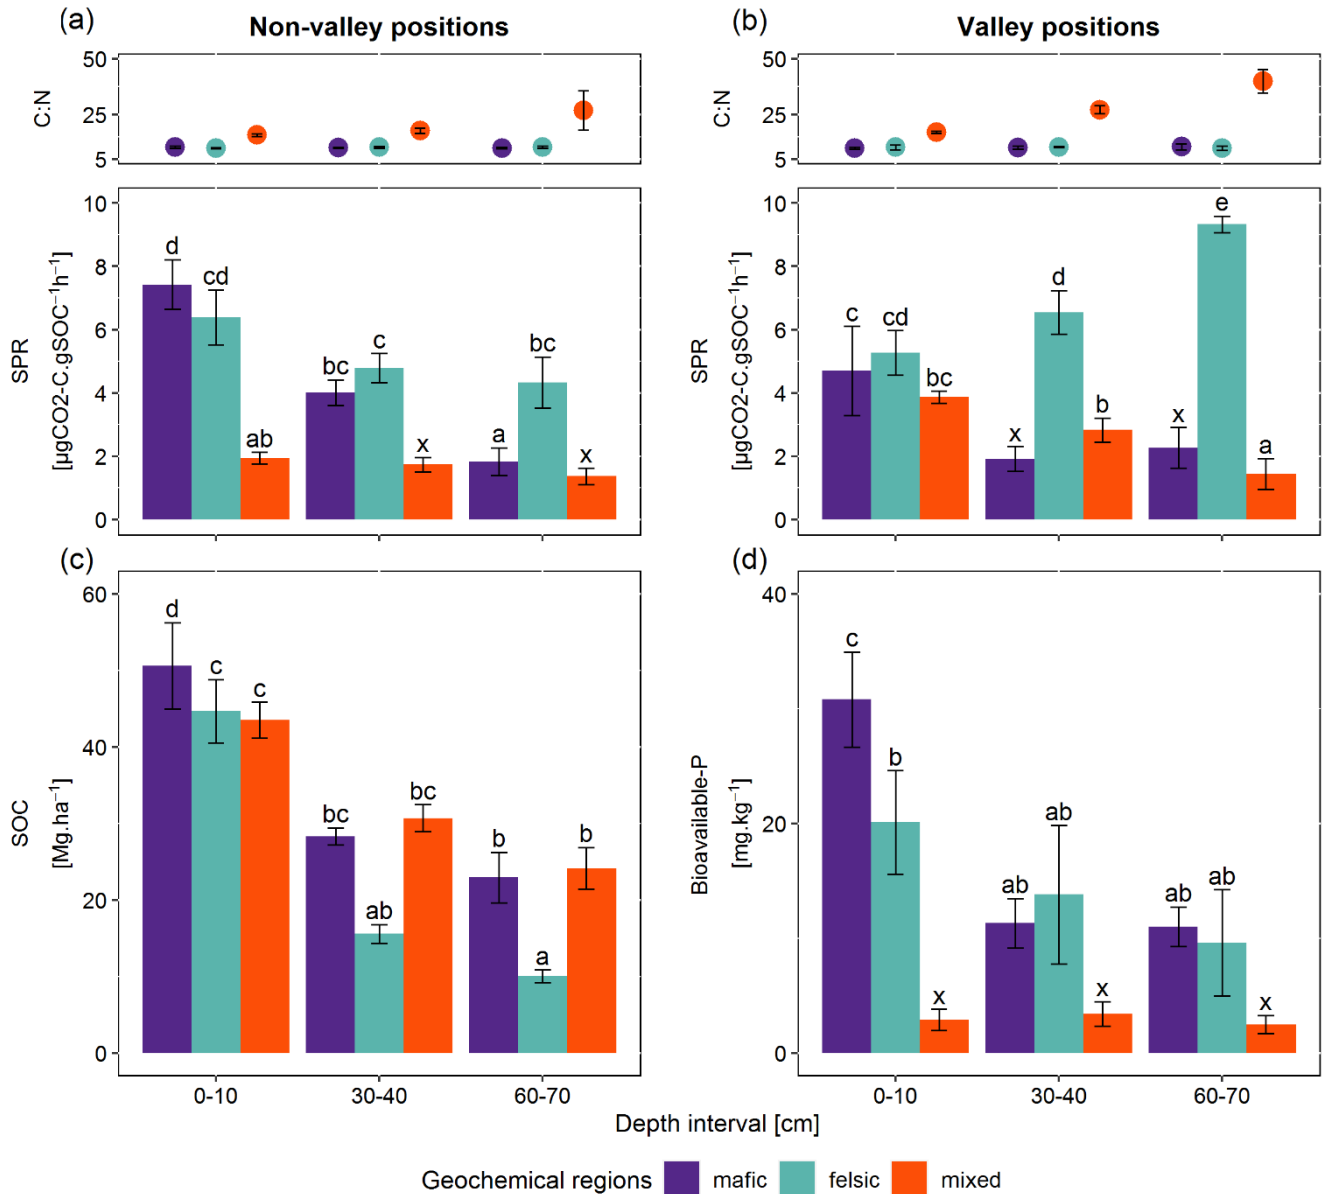 (a)
Non-valley positions
50
25
5
C:N
10
8
6
4
2
0
SPR
[µgCO2-C.gSOC⁻¹h⁻¹]
d
cd
ab
bc
c
x
a
bc
x
(b)
Valley positions
50
25
5
C:N
10
8
6
4
2
0
SPR
[µgCO2-C.gSOC⁻¹h⁻¹]
c
cd
bc
x
d
b
x
e
a
(c)
60
40
20
0
SOC
[Mg.ha⁻¹]
d
c
c
bc
ab
bc
b
a
b
0-10
30-40
60-70
(d)
40
20
0
Bioavailable-P
[mg.kg⁻¹]
c
b
x
ab
ab
x
ab
ab
x
0-10
30-40
60-70
Depth interval [cm]
Geochemical regions mafic felsic mixed